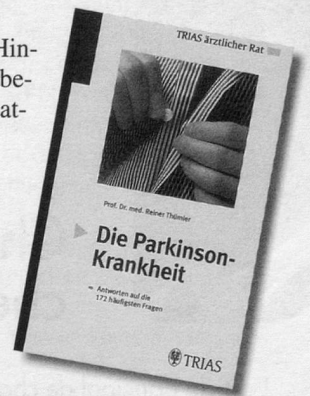 Hin-
be-
at-
TRIAS ärztlicher Rat
Prof. Dr. med. Reiner Thümler
Die Parkinson-
Krankheit
Antworten auf die
172 häufigsten Fragen
TRIAS